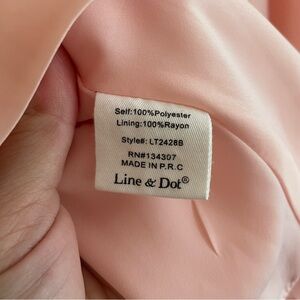 Self:100%Polyester
Lining:100%Rayon
Style#: LT2428B
RN#134307
MADE IN P.R.C
Line & Dot®